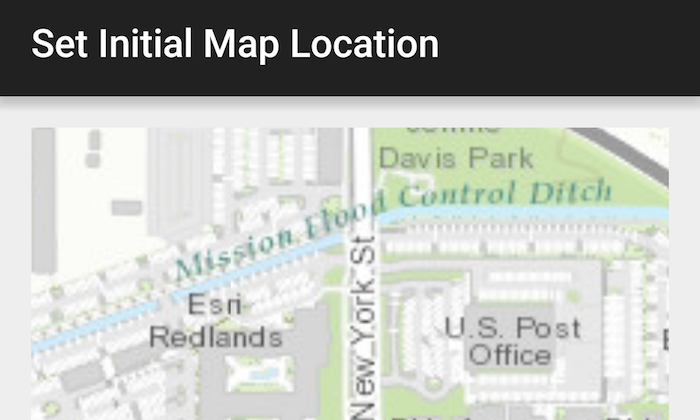 Set Initial Map Location
Davis Park
Mission Flood Control Ditch
New York St
Esri
Redlands
U.S. Post
Office